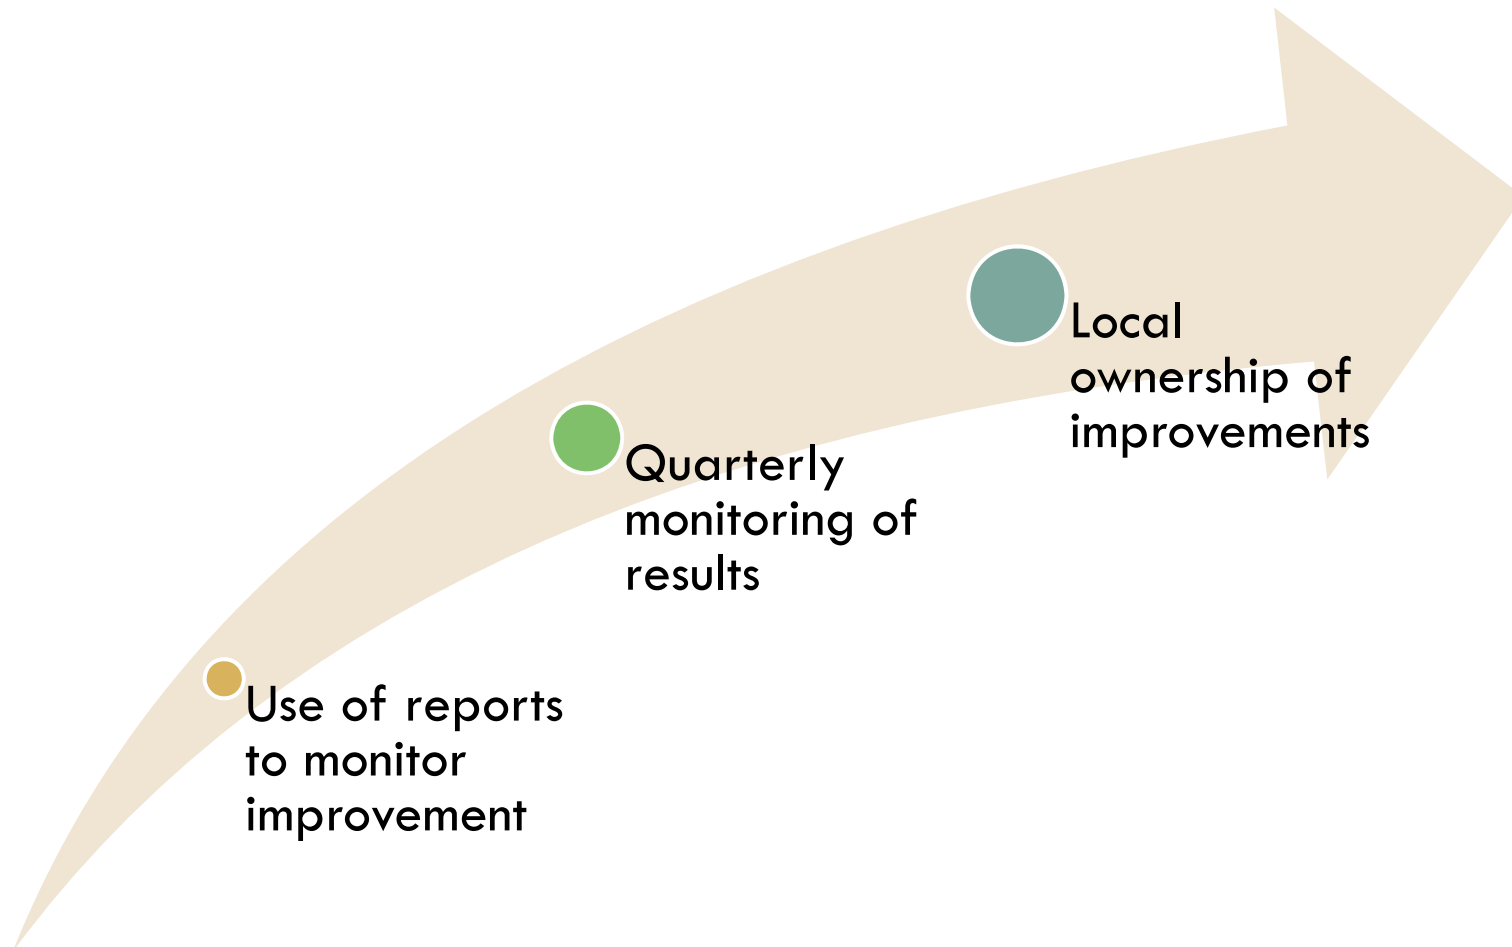 Local
ownership of
improvements
Quarterly
monitoring of
results
Use of reports
to monitor
improvement